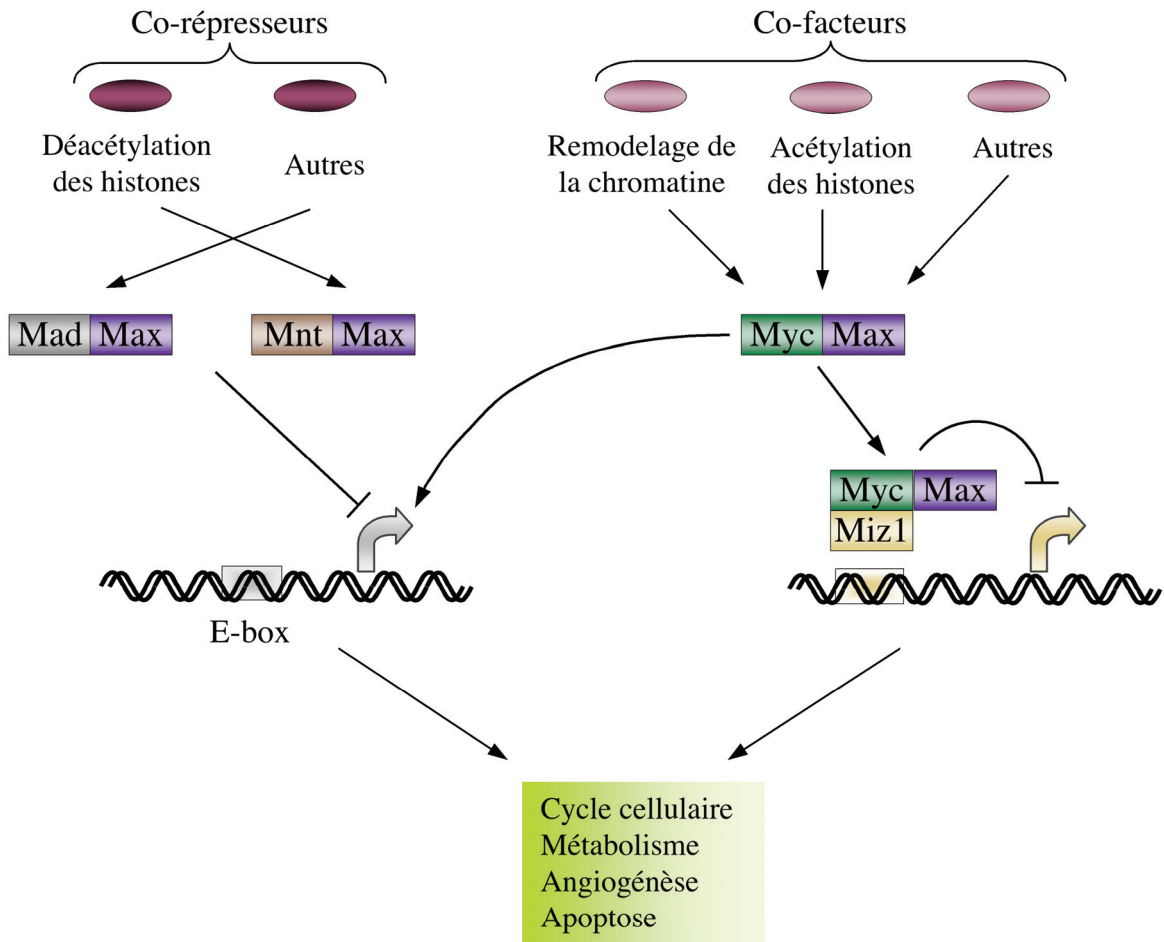 Co-répresseurs
Déacétylation
des histones
Autres
Co-facteurs
Remodelage de
la chromatine
Acétylation
des histones
Autres
Mad Max
Mnt Max
Myc Max
Myc Max
Miz1
E-box
Cycle cellulaire
Métabolisme
Angiogénèse
Apoptose